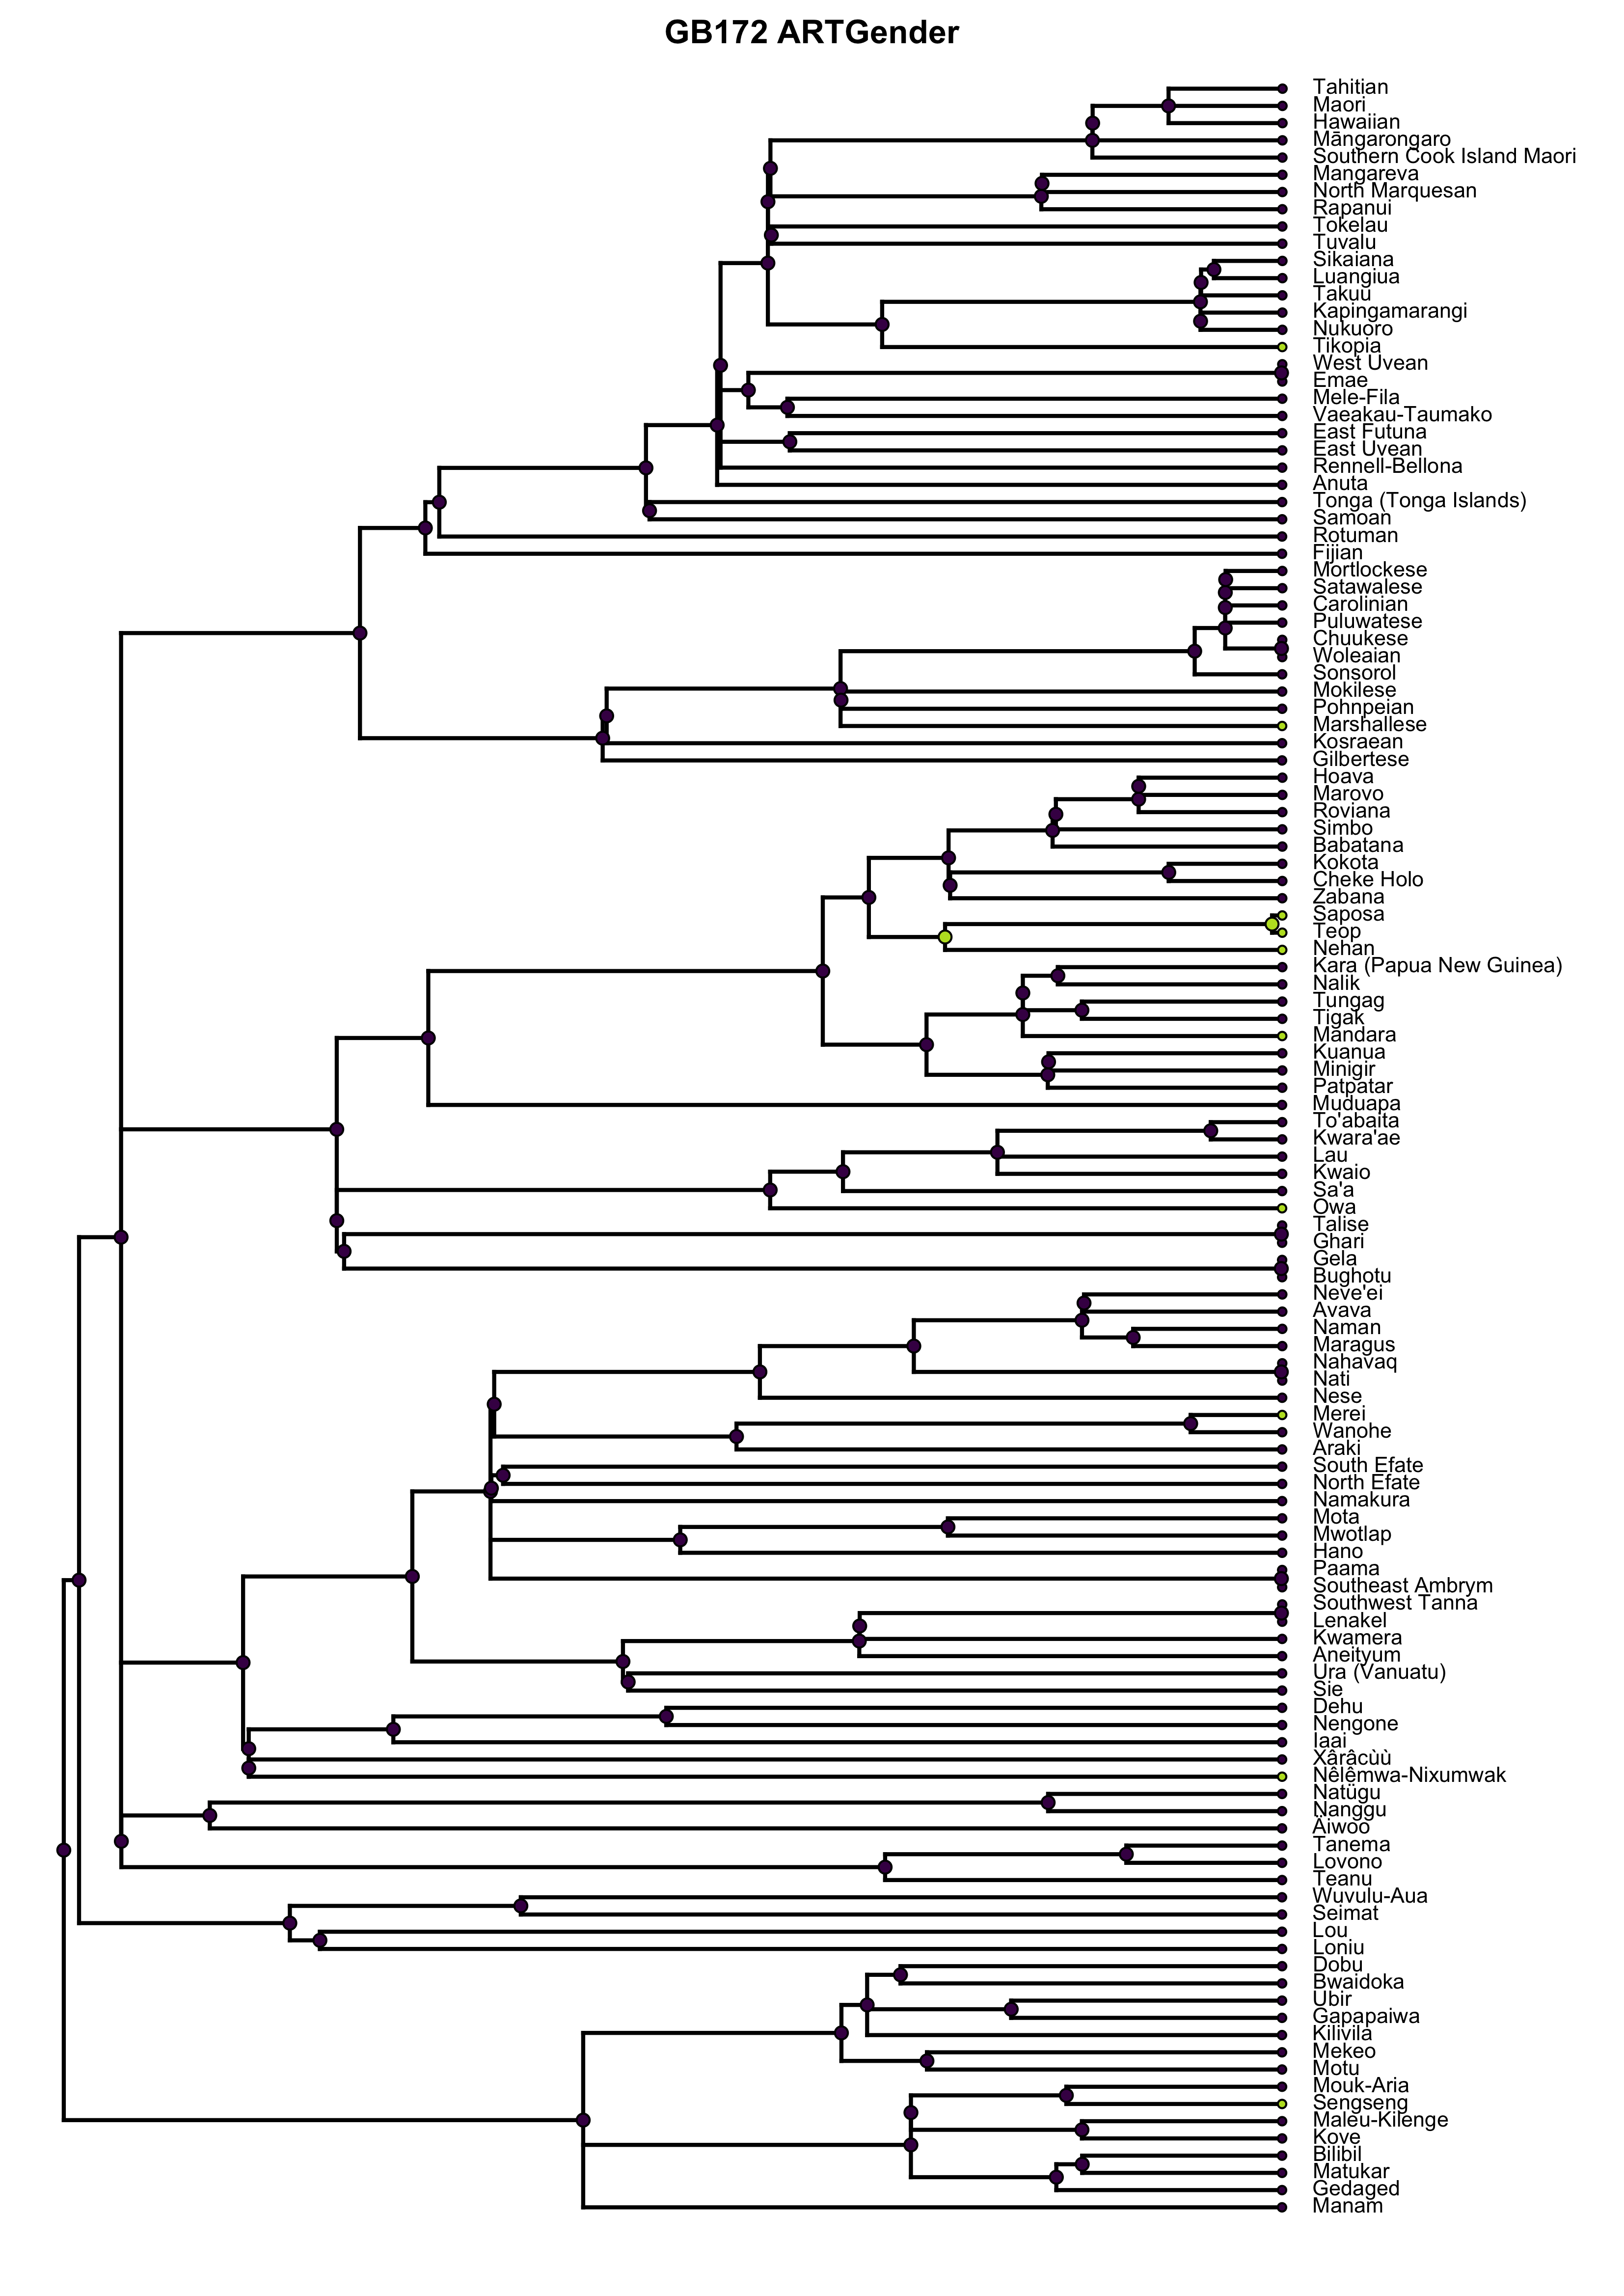 GB172 ARTGender
Tahitian
Maori
Hawaiian
Māngarongaro
Southern Cook Island Maori
Mangareva
North Marquesan
Rapanui
Tokelau
Tuvalu
Sikaiana
Luangiua
Takuu
Kapingamarangi
Nukuoro
Tikopia
West Uvean
Emae
Mele-Fila
Vaeakau-Taumako
East Futuna
East Uvean
Rennell-Bellona
Anuta
Tonga (Tonga Islands)
Samoan
Rotuman
Fijian
Mortlockese
Satawalese
Carolinian
Puluwatese
Chuukese
Woleaian
Sonsorol
Mokilese
Pohnpeian
Marshallese
Kosraean
Gilbertese
Hoava
Marovo
Roviana
Simbo
Babatana
Kokota
Cheke Holo
Zabana
Saposa
Teop
Nehan
Kara (Papua New Guinea)
Nalik
Tungag
Tigak
Mandara
Kuanua
Minigir
Patpatar
Muduapa
To'abaita
Kwara'ae
Lau
Kwaio
Sa'a
Owa
Talise
Ghari
Gela
Bughotu
Neve'ei
Avava
Naman
Maragus
Nahavaq
Nati
Nese
Merei
Wanohe
Araki
South Efate
North Efate
Namakura
Mota
Mwotlap
Hano
Paama
Southeast Ambrym
Southwest Tanna
Lenakel
Kwamera
Aneityum
Ura (Vanuatu)
Sie
Dehu
Nengone
Iaai
Xârâcùù
Nêlêmwa-Nixumwak
Natügu
Nanggu
Äiwoo
Tanema
Lovono
Teanu
Wuvulu-Aua
Seimat
Lou
Loniu
Dobu
Bwaidoka
Ubir
Gapapaiwa
Kilivila
Mekeo
Motu
Mouk-Aria
Sengseng
Maleu-Kilenge
Kove
Bilibil
Matukar
Gedaged
Manam